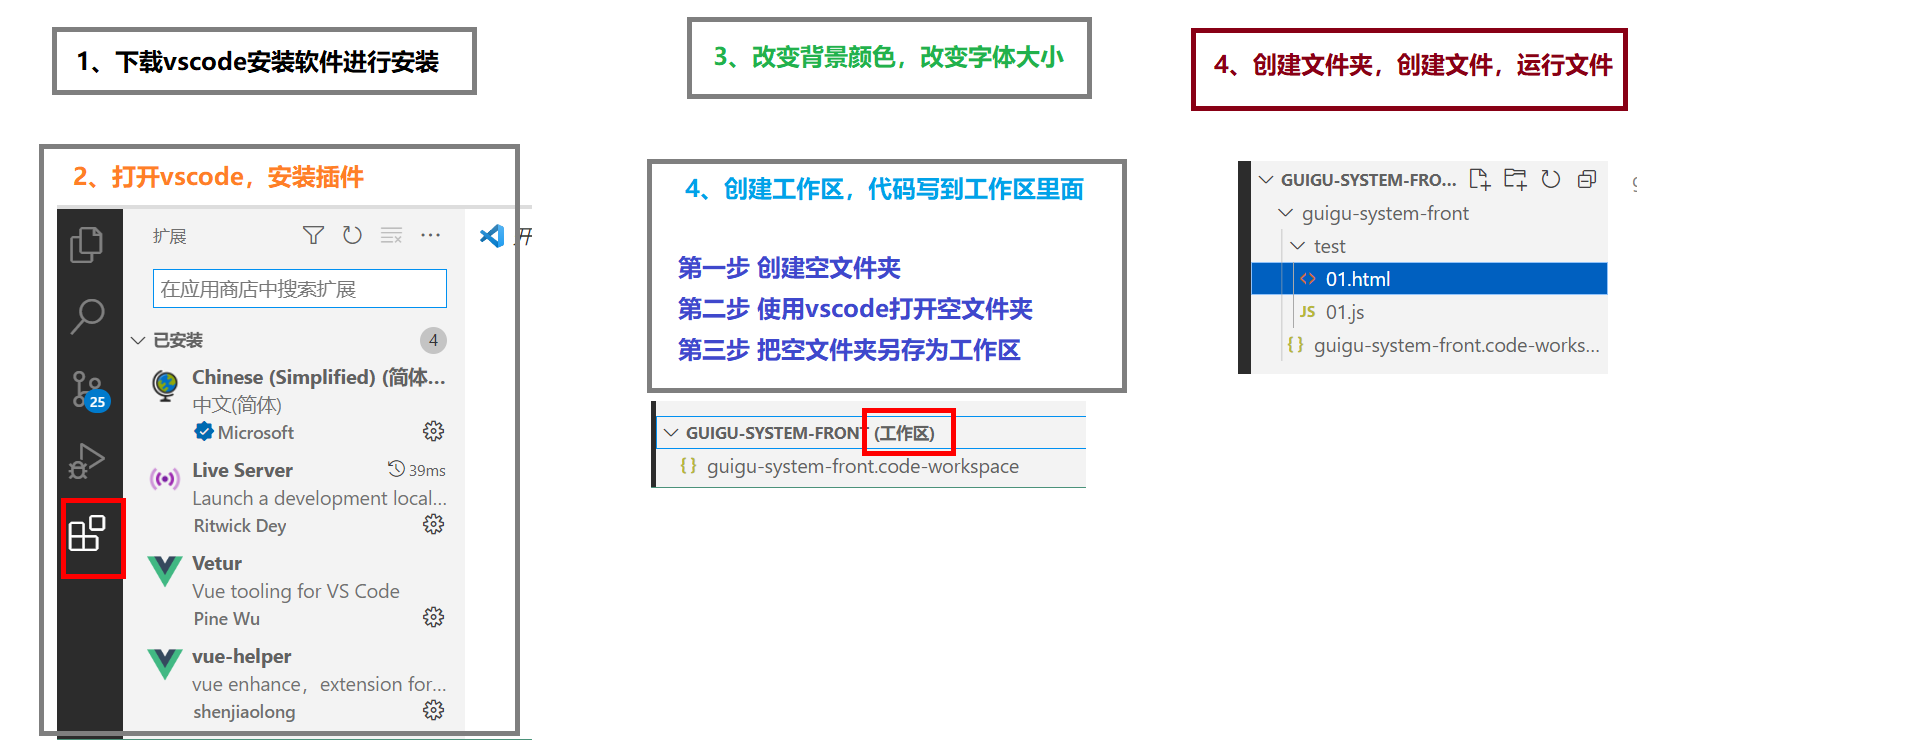 1、下载vscode安装软件进行安装
2、打开vscode，安装插件
扩展
开
在应用商店中搜索扩展
已安装
4
Chinese (Simplified) (简体...
中文(简体)
Microsoft
25
Live Server
39ms
Launch a development local...
Ritwick Dey
Vetur
Vue tooling for VS Code
Pine Wu
vue-helper
vue enhance，extension for...
shenjiaolong
3、改变背景颜色，改变字体大小
4、创建工作区，代码写到工作区里面
第一步 创建空文件夹
第二步 使用vscode打开空文件夹
第三步 把空文件夹另存为工作区
GUIGU-SYSTEM-FRONT (工作区)
{} guigu-system-front.code-workspace
4、创建文件夹，创建文件，运行文件
GUIGU-SYSTEM-FRO...
guigu-system-front
test
<> 01.html
JS 01.js
{} guigu-system-front.code-works...